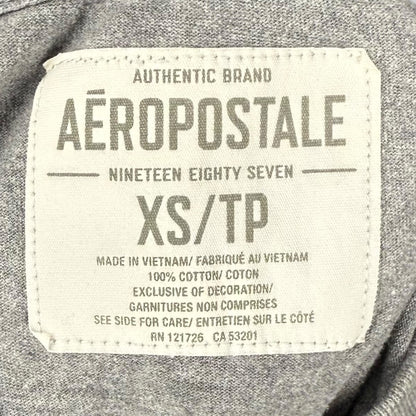 AUTHENTIC BRAND
AÉROPOSTALE
NINETEEN EIGHTY SEVEN
XS/TP
MADE IN VIETNAM/ FABRIQUÉ AU VIETNAM
100% COTTON/ COTON
EXCLUSIVE OF DECORATION/
GARNITURES NON COMPRISES
SEE SIDE FOR CARE/ ENTRETIEN SUR LE CÔTÉ
RN 121726 CA 53201